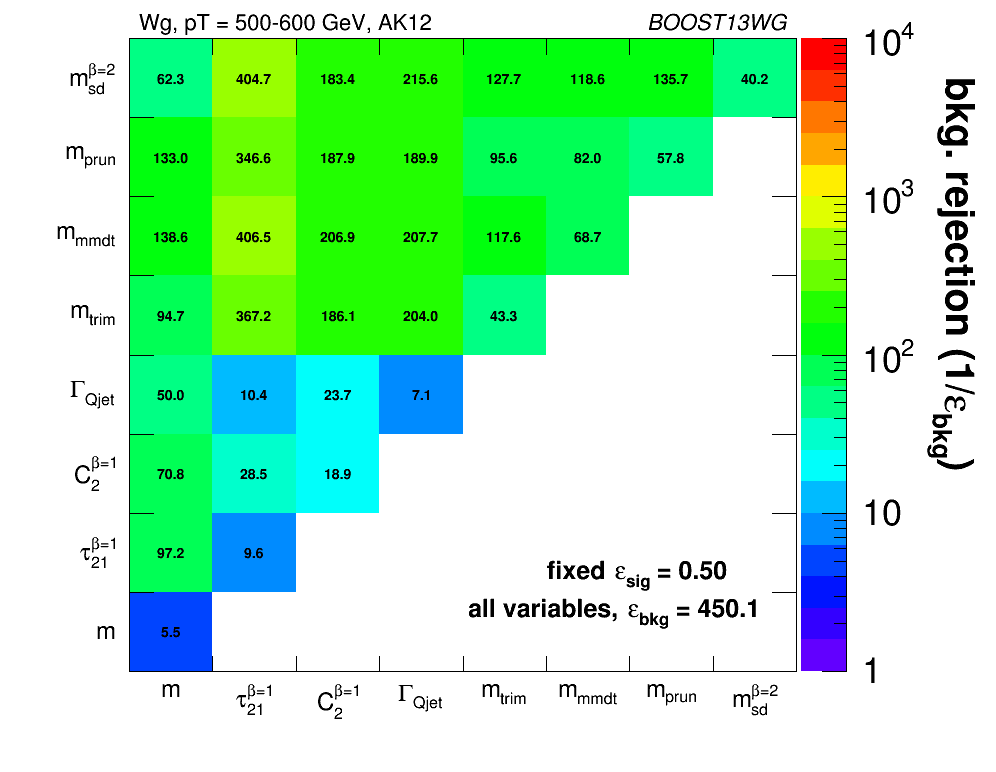 Wg, pT = 500-600 GeV, AK12 BOOST13WG
m_sd^β=2 62.3 404.7 183.4 215.6 127.7 118.6 135.7 40.2
m_prun 133.0 346.6 187.9 189.9 95.6 82.0 57.8
m_mmdt 138.6 406.5 206.9 207.7 117.6 68.7
m_trim 94.7 367.2 186.1 204.0 43.3
Γ_Qjet 50.0 10.4 23.7 7.1
C_2^β=1 70.8 28.5 18.9
τ_21^β=1 97.2 9.6
m 5.5
fixed ε_sig = 0.50
all variables, ε_bkg = 450.1
m τ_21^β=1 C_2^β=1 Γ_Qjet m_trim m_mmdt m_prun m_sd^β=2
10^4
10^3
10^2
10
1
bkg. rejection (1/ε_bkg)